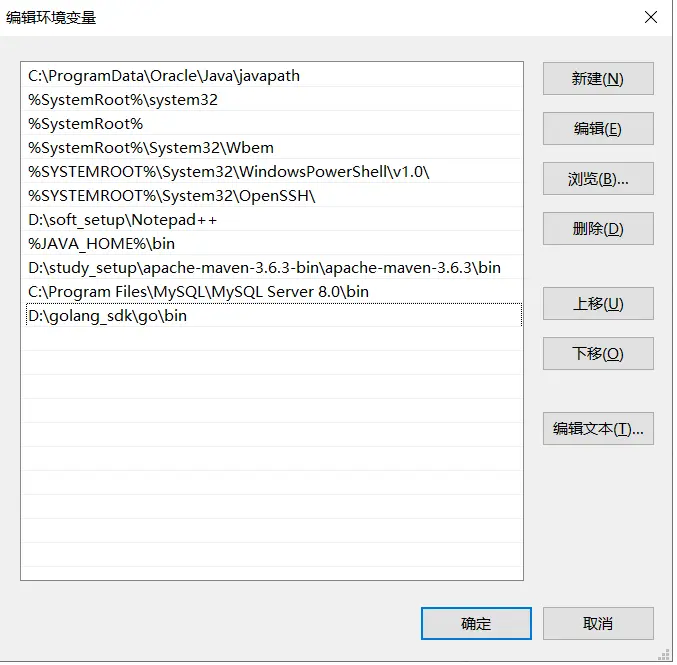 编辑环境变量
C:\ProgramData\Oracle\Java\javapath
%SystemRoot%\system32
%SystemRoot%
%SystemRoot%\System32\Wbem
%SYSTEMROOT%\System32\WindowsPowerShell\v1.0\
%SYSTEMROOT%\System32\OpenSSH\
D:\soft_setup\Notepad++
%JAVA_HOME%\bin
D:\study_setup\apache-maven-3.6.3-bin\apache-maven-3.6.3\bin
C:\Program Files\MySQL\MySQL Server 8.0\bin
D:\golang_sdk\go\bin
新建(N)
编辑(E)
浏览(B)...
删除(D)
上移(U)
下移(O)
编辑文本(T)...
确定
取消